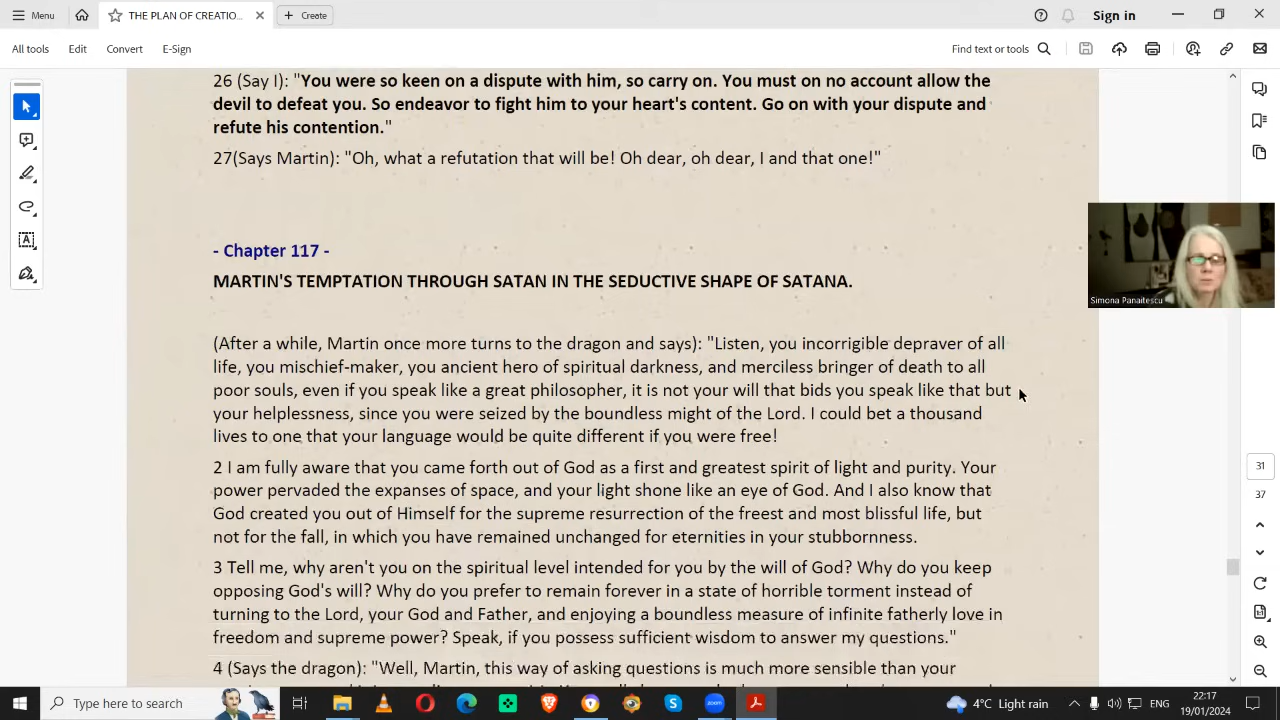 Menu
THE PLAN OF CREATIO...
Create
Sign in
All tools
Edit
Convert
E-Sign
Find text or tools
26 (Say I): "You were so keen on a dispute with him, so carry on. You must on no account allow the
devil to defeat you. So endeavor to fight him to your heart's content. Go on with your dispute and
refute his contention."
27(Says Martin): "Oh, what a refutation that will be! Oh dear, oh dear, I and that one!"
- Chapter 117 -
MARTIN'S TEMPTATION THROUGH SATAN IN THE SEDUCTIVE SHAPE OF SATANA.
Simona Panaitescu
(After a while, Martin once more turns to the dragon and says): "Listen, you incorrigible depraver of all
life, you mischief-maker, you ancient hero of spiritual darkness, and merciless bringer of death to all
poor souls, even if you speak like a great philosopher, it is not your will that bids you speak like that but
your helplessness, since you were seized by the boundless might of the Lord. I could bet a thousand
lives to one that your language would be quite different if you were free!
2 I am fully aware that you came forth out of God as a first and greatest spirit of light and purity. Your
power pervaded the expanses of space, and your light shone like an eye of God. And I also know that
God created you out of Himself for the supreme resurrection of the freest and most blissful life, but
not for the fall, in which you have remained unchanged for eternities in your stubbornness.
3 Tell me, why aren't you on the spiritual level intended for you by the will of God? Why do you keep
opposing God's will? Why do you prefer to remain forever in a state of horrible torment instead of
turning to the Lord, your God and Father, and enjoying a boundless measure of infinite fatherly love in
freedom and supreme power? Speak, if you possess sufficient wisdom to answer my questions."
4 (Says the dragon): "Well, Martin, this way of asking questions is much more sensible than your
31
37
Type here to search
zoom
4°C Light rain
ENG
22:17
19/01/2024